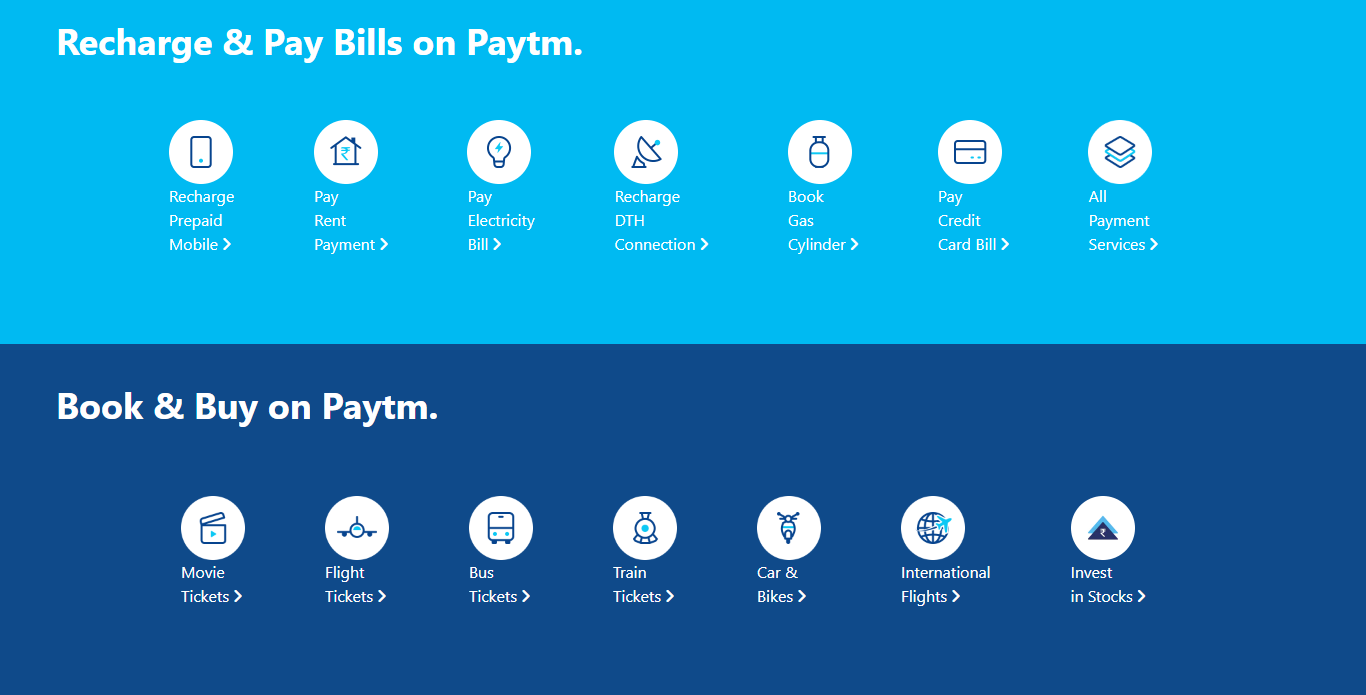 Recharge & Pay Bills on Paytm.
Recharge
Prepaid
Mobile
Pay
Rent
Payment
Pay
Electricity
Bill
Recharge
DTH
Connection
Book
Gas
Cylinder
Pay
Credit
Card Bill
All
Payment
Services
Book & Buy on Paytm.
Movie
Tickets
Flight
Tickets
Bus
Tickets
Train
Tickets
Car &
Bikes
International
Flights
Invest
in Stocks